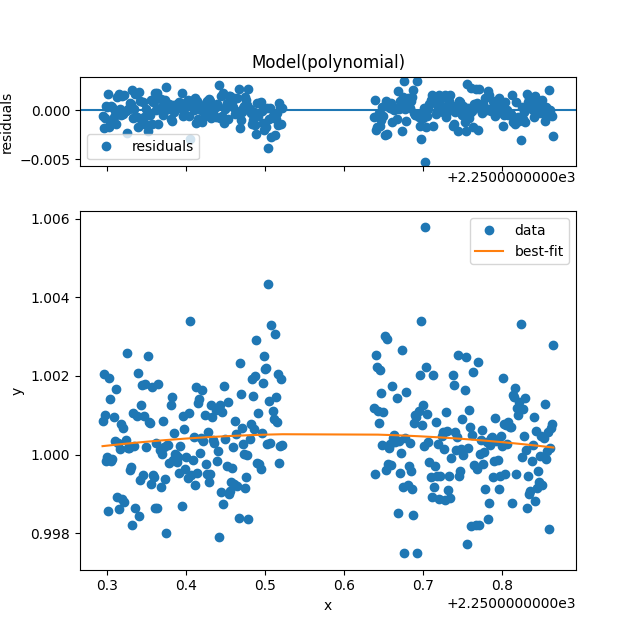 Model(polynomial)
residuals
0.000
−0.005
residuals
+2.2500000000e3
y
1.006
1.004
1.002
1.000
0.998
data
best-fit
0.3 0.4 0.5 0.6 0.7 0.8
x
+2.2500000000e3